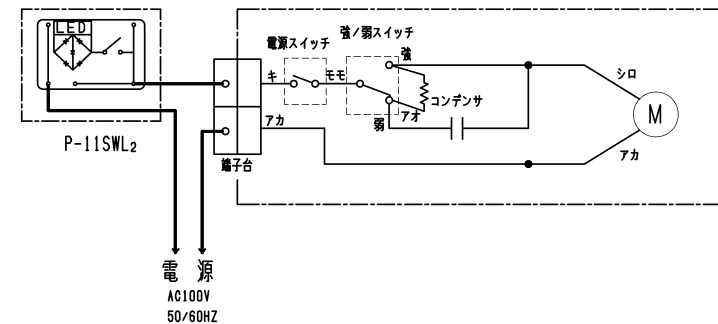 LED
P-11SWL2
電源スイッチ
強/弱スイッチ
強
キ
モモ
シロ
コンデンサ
アオ
弱
M
アカ
アカ
端子台
電 源
AC100V
50/60HZ